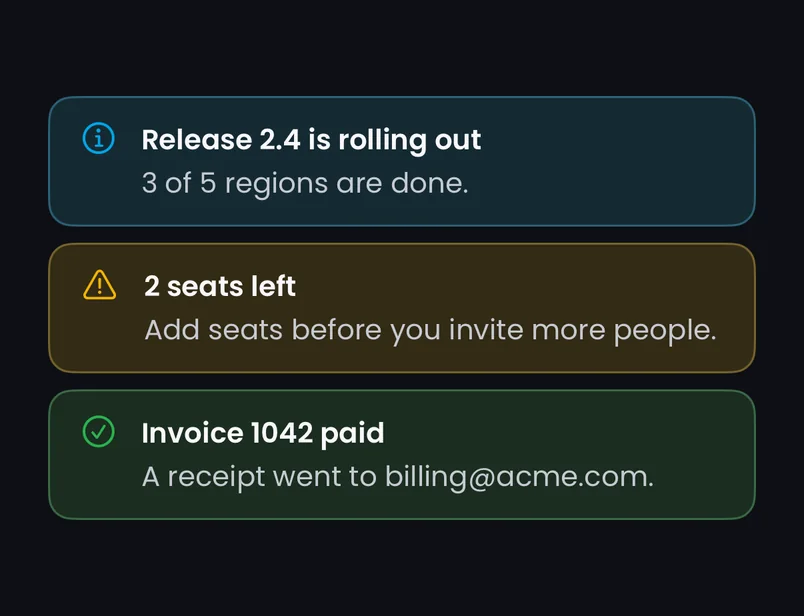 Release 2.4 is rolling out
3 of 5 regions are done.
2 seats left
Add seats before you invite more people.
Invoice 1042 paid
A receipt went to billing@acme.com.